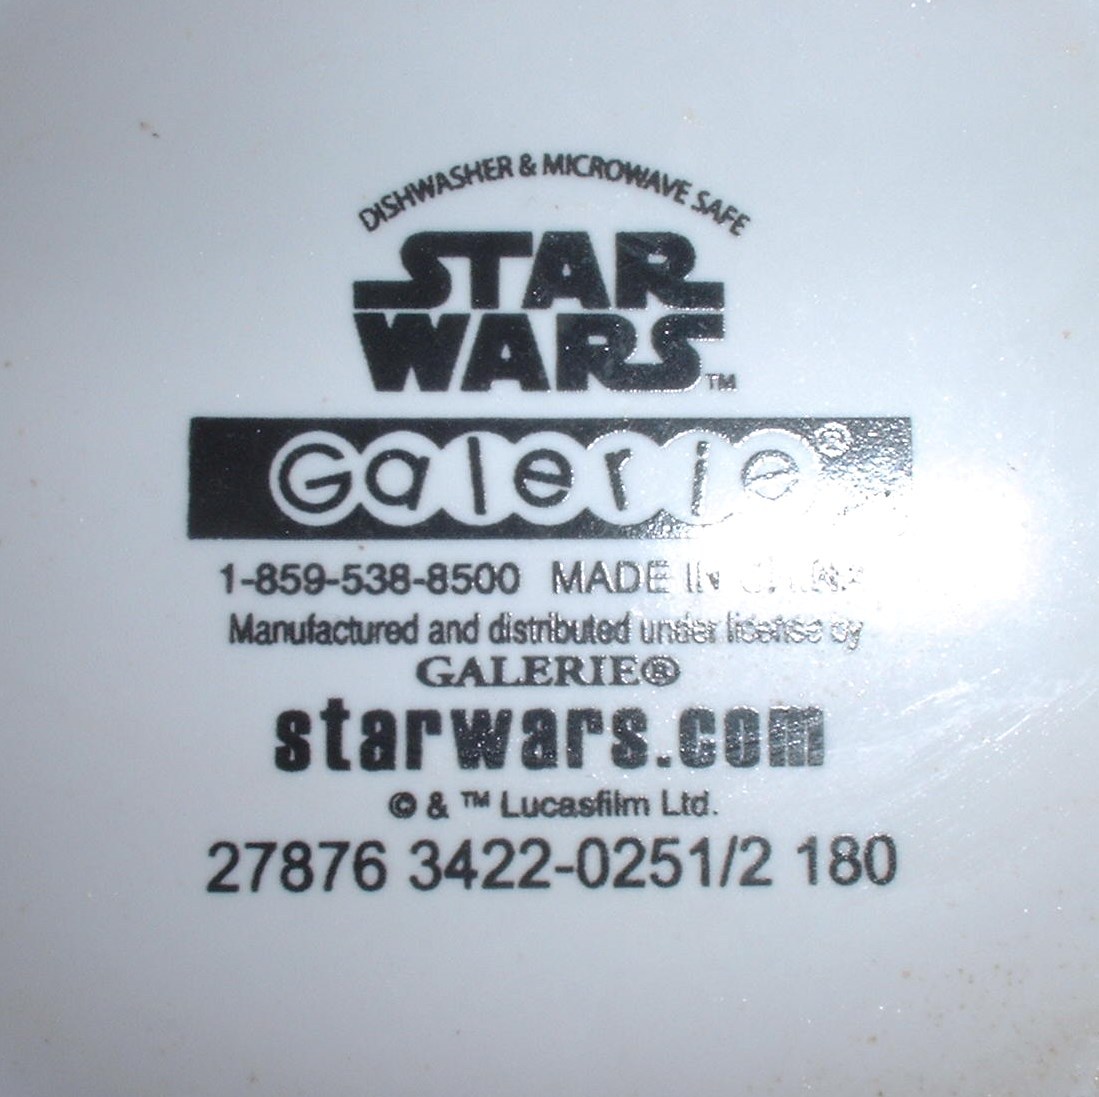 DISHWASHER & MICROWAVE SAFE
STAR
WARS™
Galerie®
1-859-538-8500 MADE IN CHINA
Manufactured and distributed under license by
GALERIE®
starwars.com
© & ™ Lucasfilm Ltd.
27876 3422-0251/2 180